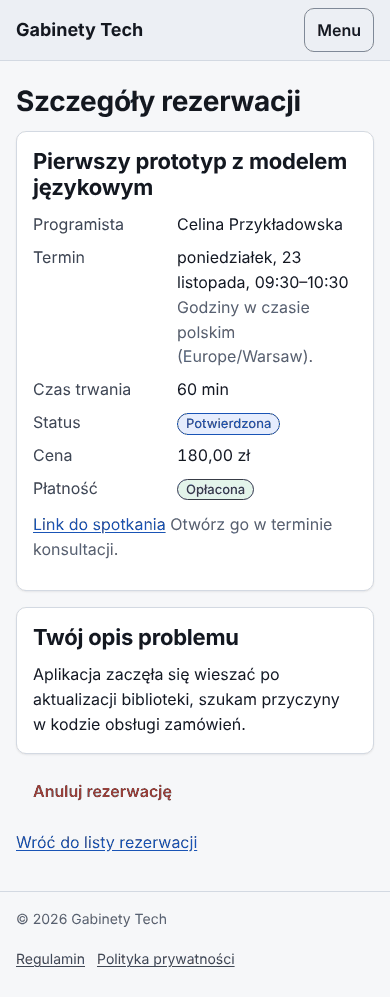 Gabinety Tech
Menu
Szczegóły rezerwacji
Pierwszy prototyp z modelem
językowym
Programista
Celina Przykładowska
Termin
poniedziałek, 23
listopada, 09:30–10:30
Godziny w czasie
polskim
(Europe/Warsaw).
Czas trwania
60 min
Status
Potwierdzona
Cena
180,00 zł
Płatność
Opłacona
Link do spotkania Otwórz go w terminie
konsultacji.
Twój opis problemu
Aplikacja zaczęła się wieszać po
aktualizacji biblioteki, szukam przyczyny
w kodzie obsługi zamówień.
Anuluj rezerwację
Wróć do listy rezerwacji
© 2026 Gabinety Tech
Regulamin Polityka prywatności